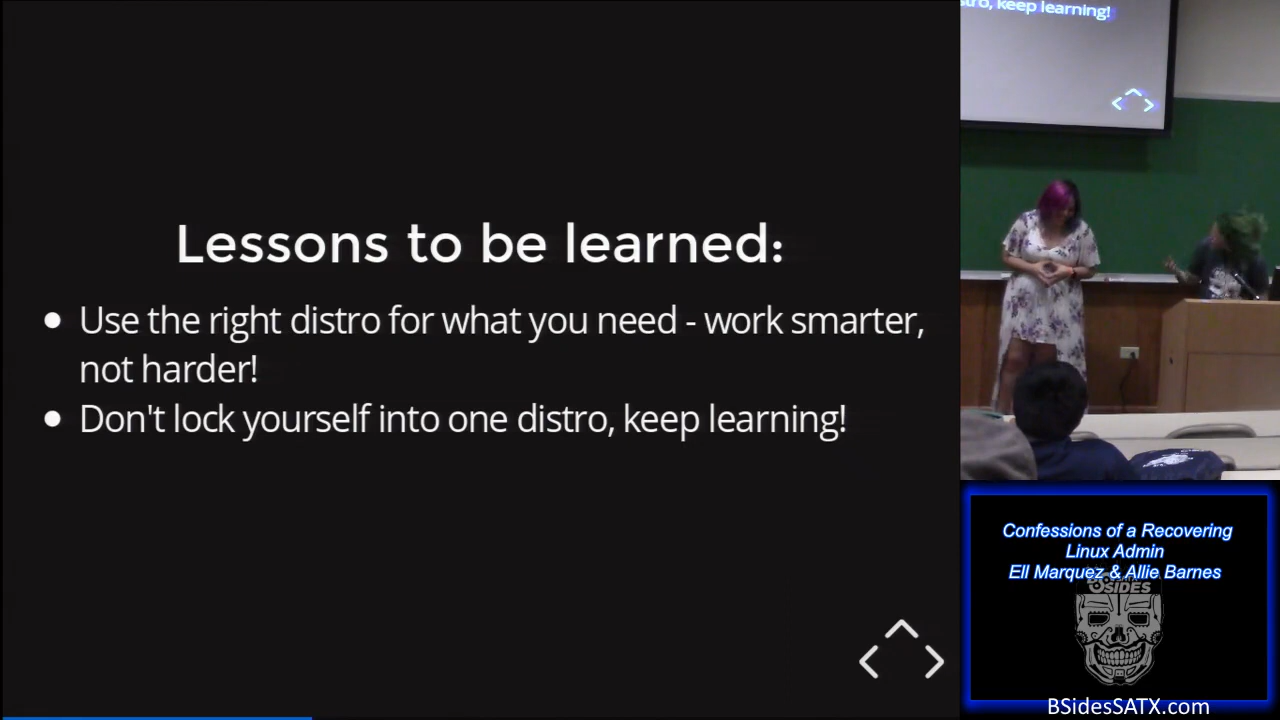 Lessons to be learned:
Use the right distro for what you need - work smarter,
not harder!
Don't lock yourself into one distro, keep learning!
stro, keep learning!
Confessions of a Recovering
Linux Admin
Ell Marquez & Allie Barnes
SATX
BSIDES
BSidesSATX.com